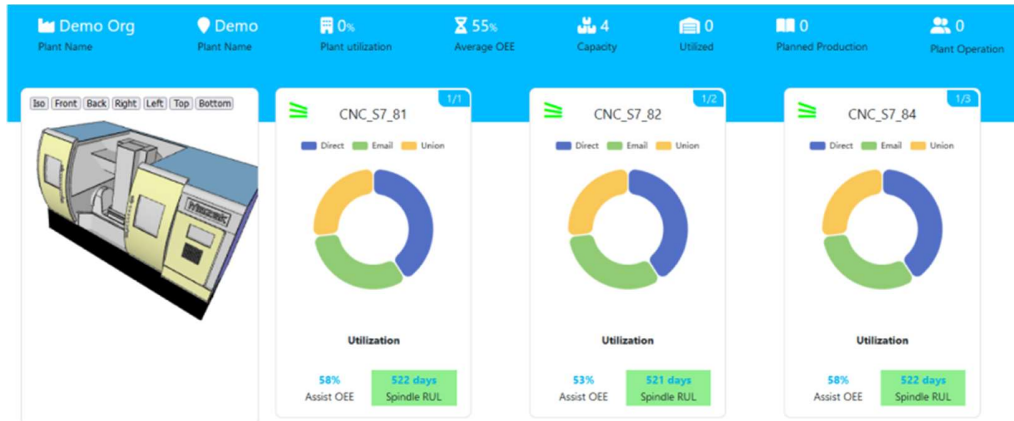 Demo Org
Plant Name
Demo
Plant Name
0%
Plant utilization
55%
Average OEE
4
Capacity
0
Utilized
0
Planned Production
0
Plant Operation
Iso Front Back Right Left Top Bottom
1/1
CNC_S7_81
Direct Email Union
Utilization
58%
Assist OEE
522 days
Spindle RUL
1/2
CNC_S7_82
Direct Email Union
Utilization
53%
Assist OEE
521 days
Spindle RUL
1/3
CNC_S7_84
Direct Email Union
Utilization
58%
Assist OEE
522 days
Spindle RUL